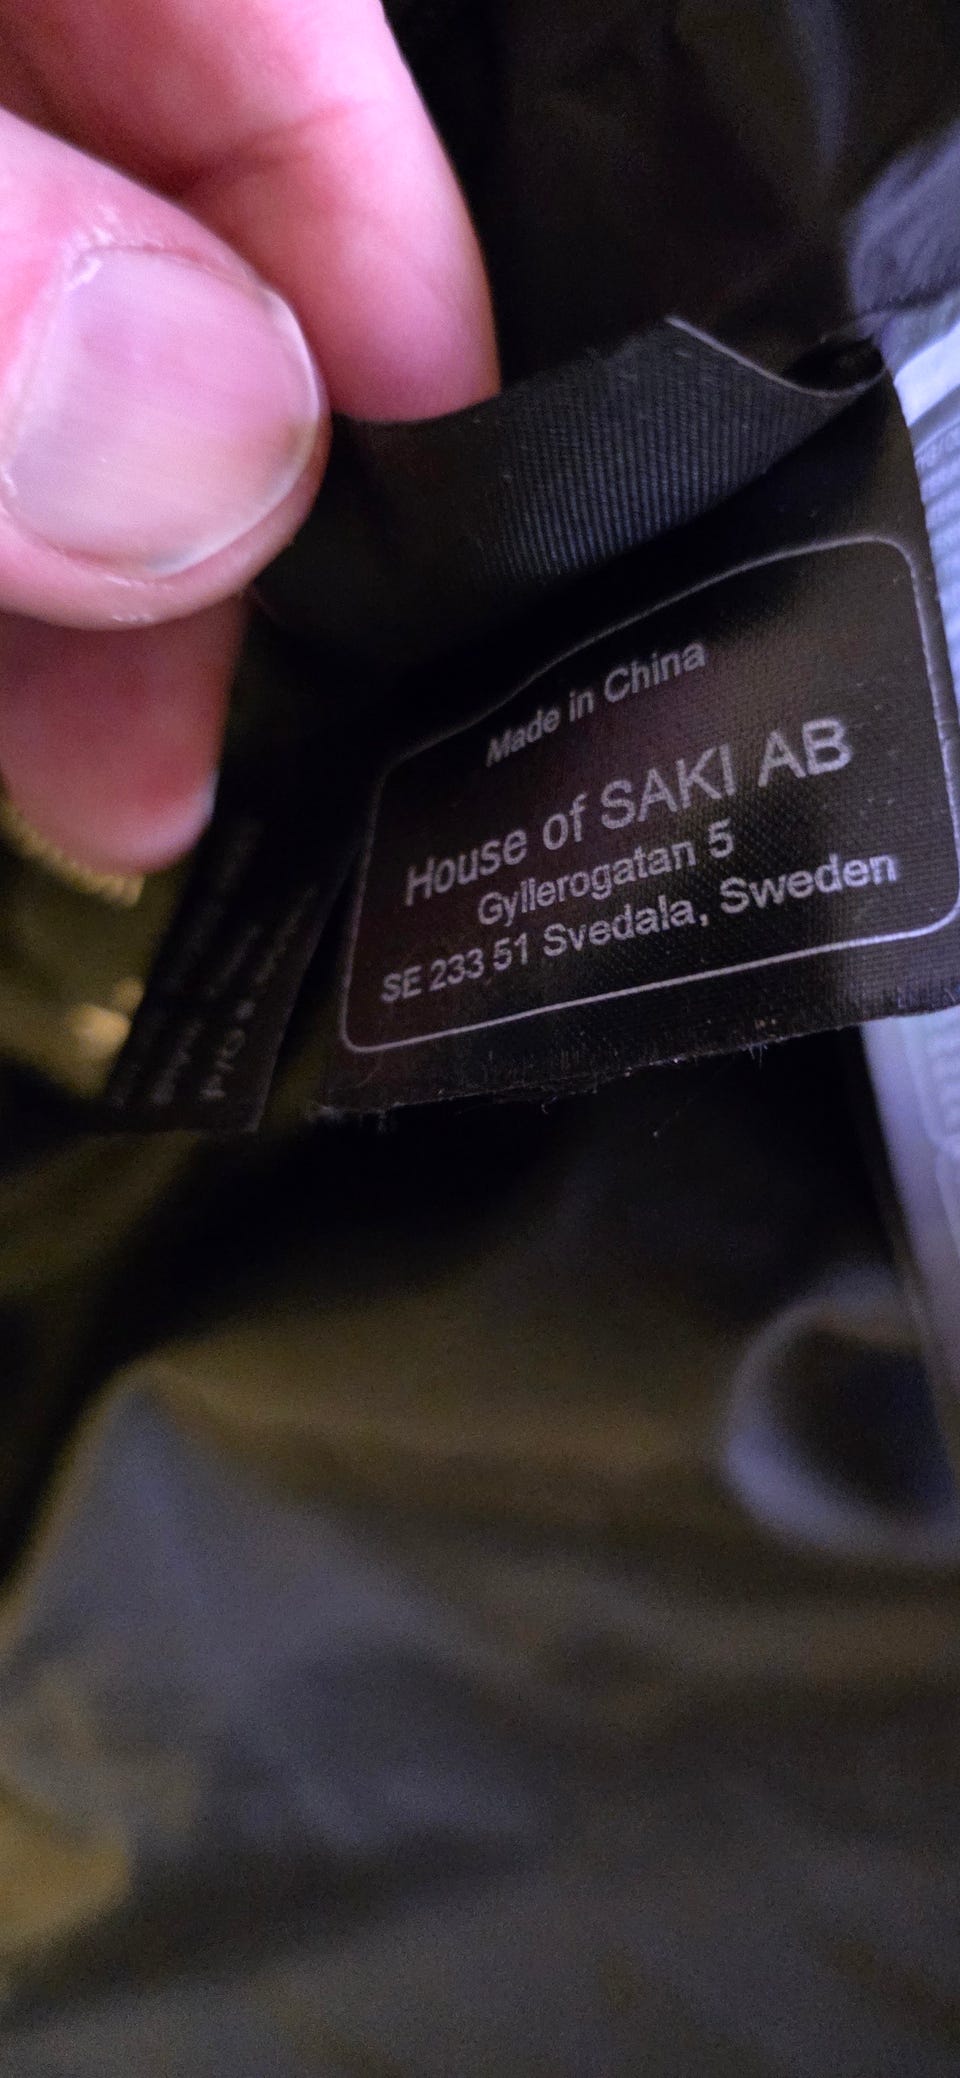 Made in China
House of SAKI AB
Gyllerogatan 5
SE 233 51 Svedala, Sweden